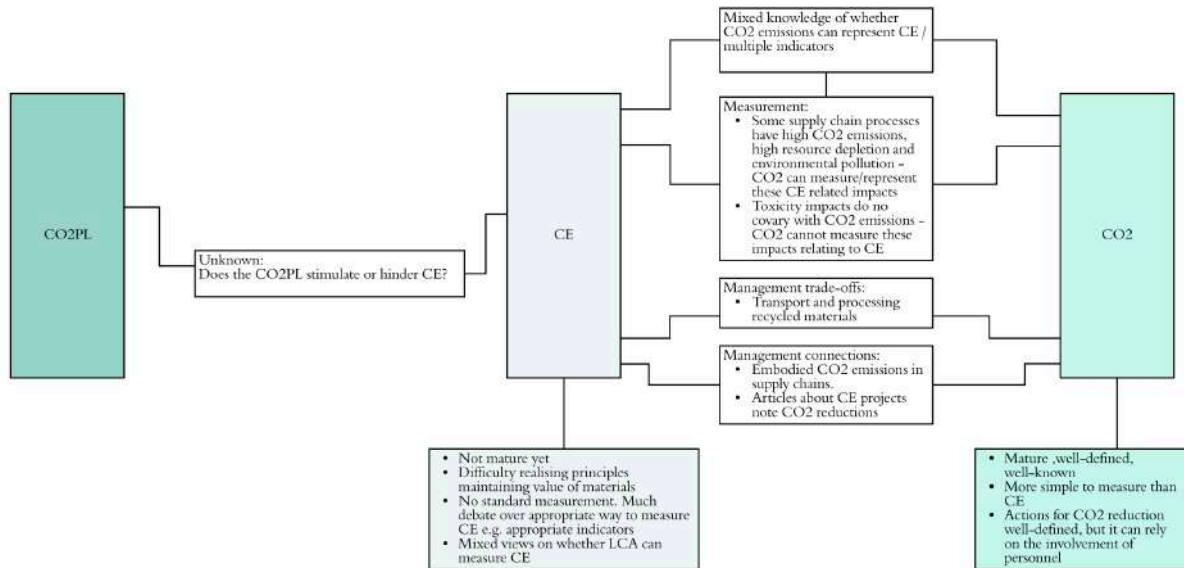 Mixed knowledge of whether
CO2 emissions can represent CE /
multiple indicators
Measurement:
• Some supply chain processes
have high CO2 emissions,
high resource depletion and
environmental pollution -
CO2 can measure/represent
these CE related impacts
• Toxicity impacts do no
covary with CO2 emissions -
CO2 cannot measure these
impacts relating to CE
CO2PL
Unknown:
Does the CO2PL stimulate or hinder CE?
CE
CO2
Management trade-offs:
• Transport and processing
recycled materials
Management connections:
• Embodied CO2 emissions in
supply chains.
• Articles about CE projects
note CO2 reductions
• Not mature yet
• Difficulty realising principles
maintaining value of materials
• No standard measurement. Much
debate over appropriate way to measure
CE e.g. appropriate indicators
• Mixed views on whether LCA can
measure CE
• Mature ,well-defined,
well-known
• More simple to measure than
CE
• Actions for CO2 reduction
well-defined, but it can rely
on the involvement of
personnel